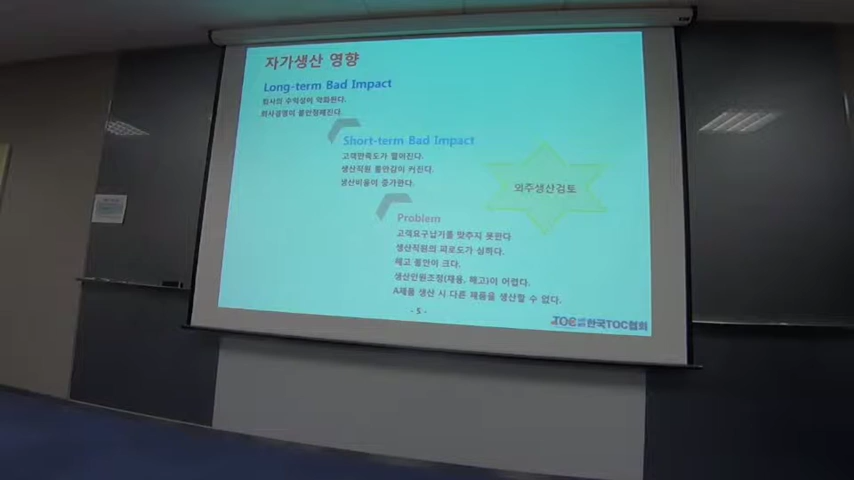 자가생산 영향
Long-term Bad Impact
회사의 수익성이 악화된다.
회사경영이 불안정해진다.
Short-term Bad Impact
고객만족도가 떨어진다.
생산직원 불안감이 커진다.
생산비용이 증가한다.
외주생산검토
Problem
고객요구납기를 맞추지 못한다
생산직원의 피로도가 심하다.
해고 불안이 크다.
생산인원조정(채용, 해고)이 어렵다.
A제품 생산 시 다른 제품을 생산할 수 없다.
- 5 -
TOC 한국TOC협회